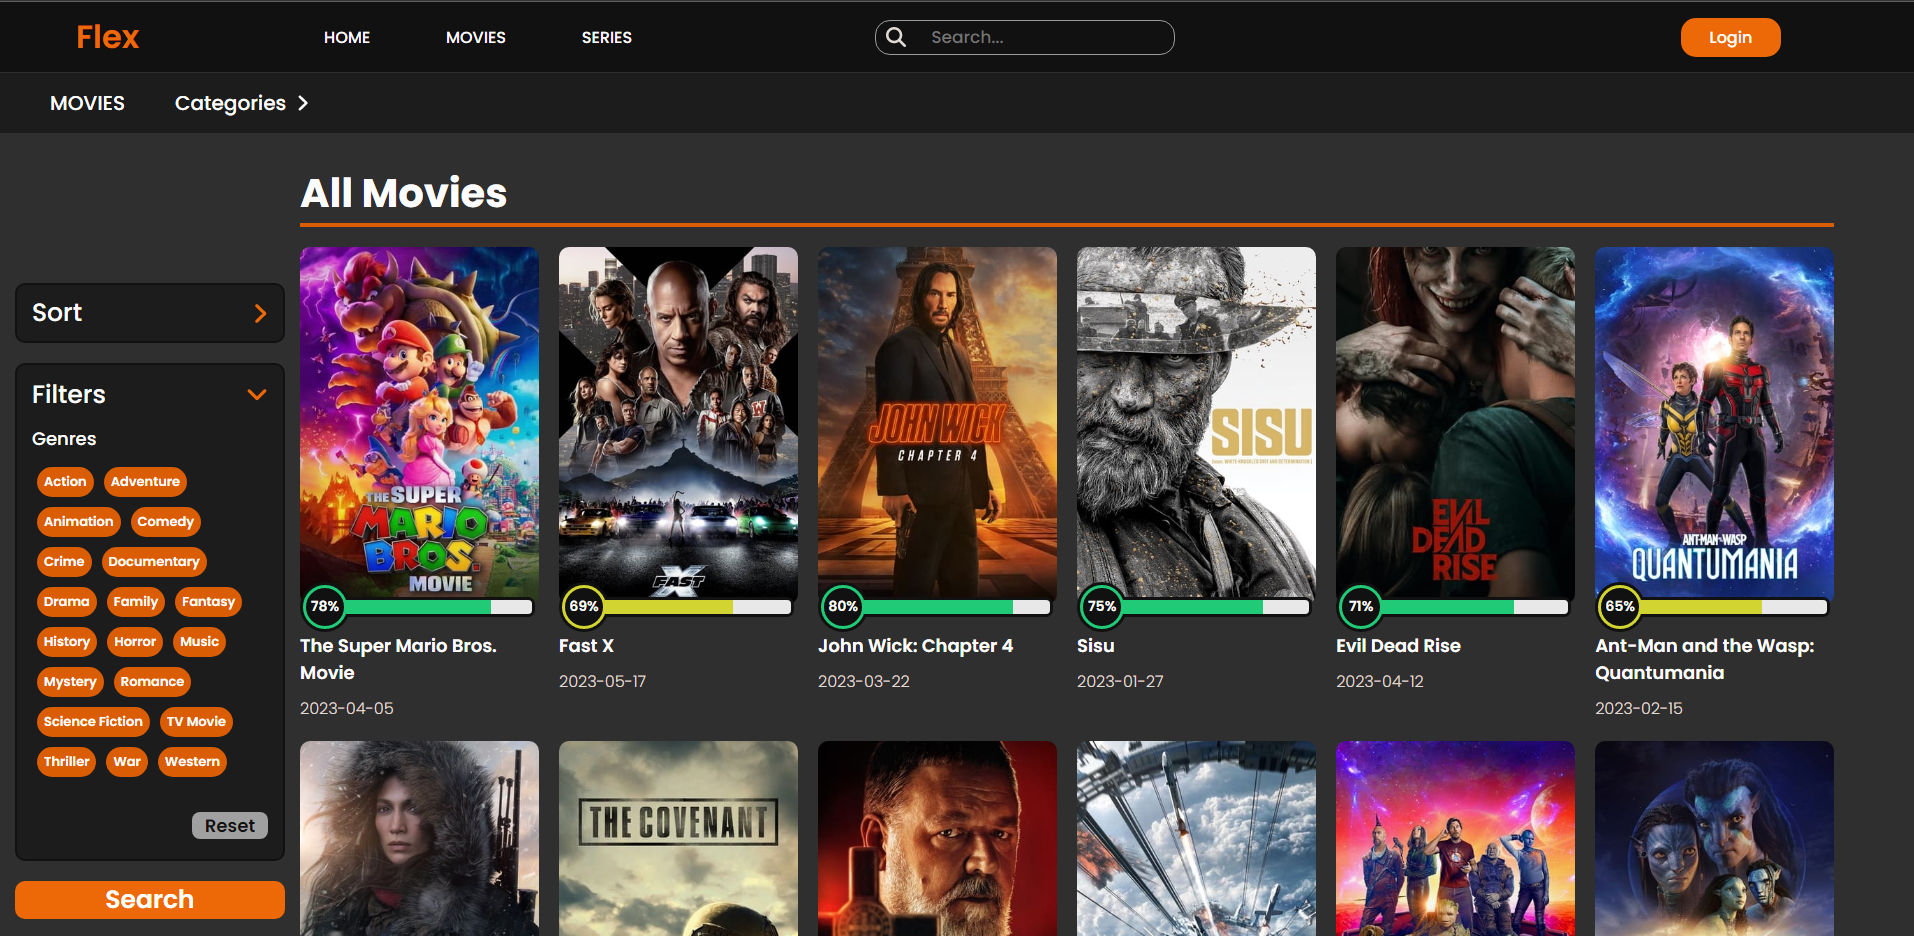 Flex
HOME
MOVIES
SERIES
Search...
Login
MOVIES
Categories
All Movies
Sort
Filters
Genres
Action Adventure
Animation Comedy
Crime Documentary
Drama Family Fantasy
History Horror Music
Mystery Romance
Science Fiction TV Movie
Thriller War Western
Reset
Search
THE SUPER
MARIO
BROS.
MOVIE
78%
The Super Mario Bros.
Movie
2023-04-05
FAST X
69%
Fast X
2023-05-17
JOHN WICK
CHAPTER 4
80%
John Wick: Chapter 4
2023-03-22
SISU
75%
Sisu
2023-01-27
EVIL
DEAD
RISE
71%
Evil Dead Rise
2023-04-12
ANT-MAN AND THE WASP
QUANTUMANIA
65%
Ant-Man and the Wasp:
Quantumania
2023-02-15
THE COVENANT